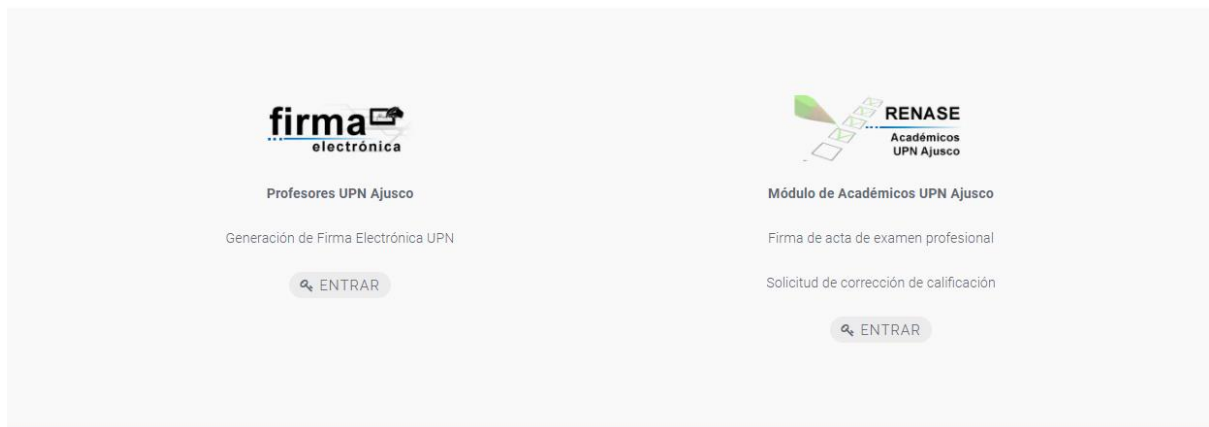 firma
electrónica
Profesores UPN Ajusco
Generación de Firma Electrónica UPN
ENTRAR
RENASE
Académicos
UPN Ajusco
Módulo de Académicos UPN Ajusco
Firma de acta de examen profesional
Solicitud de corrección de calificación
ENTRAR